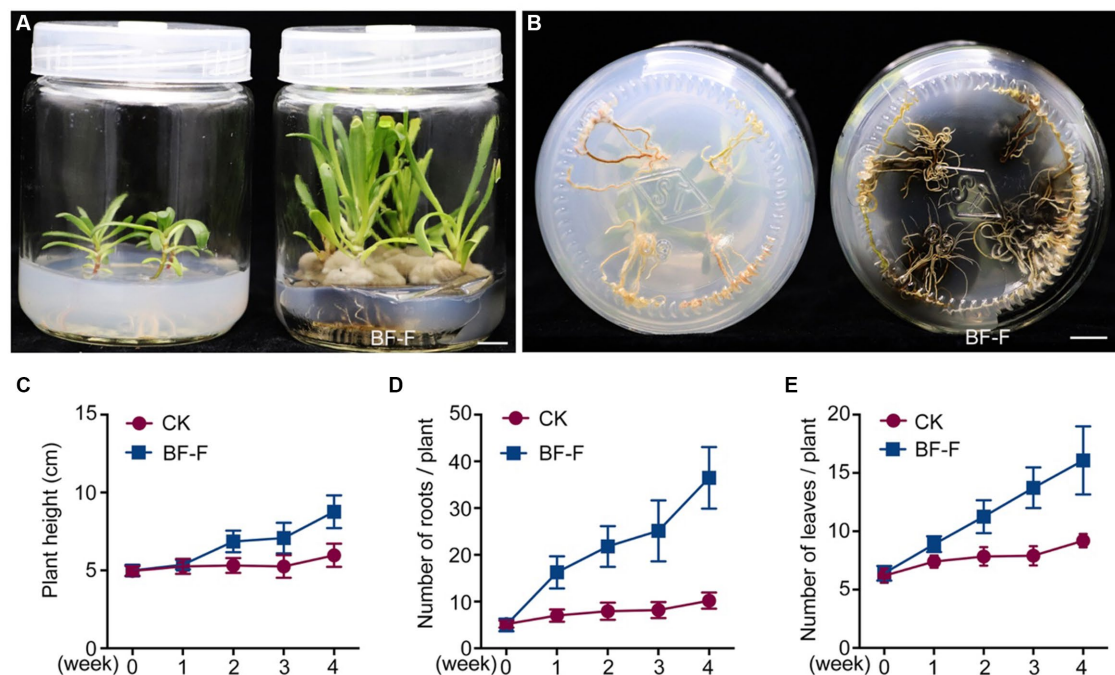 A
B
BF-F
BF-F
SY
C
D
E
Plant height (cm)
15
10
5
0
CK
BF-F
(week) 0 1 2 3 4
Number of roots / plant
50
40
30
20
10
0
CK
BF-F
(week) 0 1 2 3 4
Number of leaves / plant
20
15
10
5
0
CK
BF-F
(week) 0 1 2 3 4